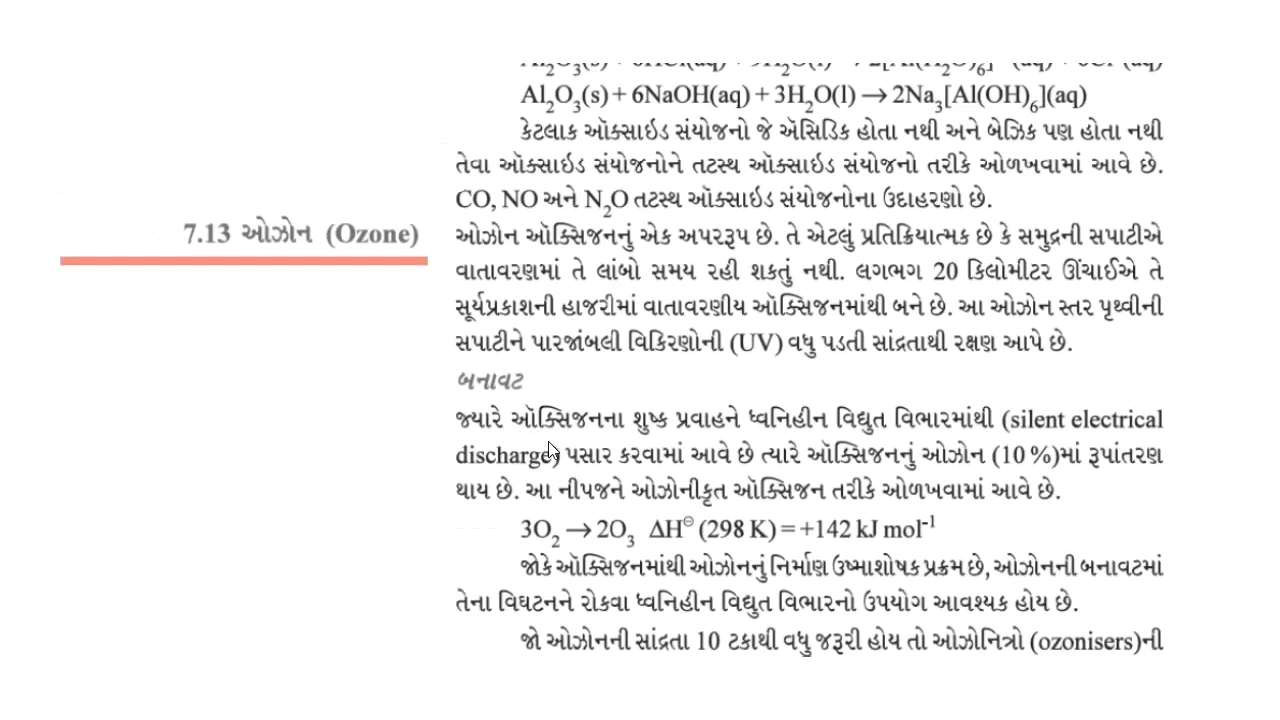 Al₂O₃(s) + 6NaOH(aq) + 3H₂O(l) → 2Na₃[Al(OH)₆](aq)
કેટલાક ઑક્સાઇડ સંયોજનો જે ઍસિડિક હોતા નથી અને બેઝિક પણ હોતા નથી
તેવા ઑક્સાઇડ સંયોજનોને તટસ્થ ઑક્સાઇડ સંયોજનો તરીકે ઓળખવામાં આવે છે.
CO, NO અને N₂O તટસ્થ ઑક્સાઇડ સંયોજનોના ઉદાહરણો છે.
7.13 ઓઝોન (Ozone)
ઓઝોન ઑક્સિજનનું એક અપરરૂપ છે. તે એટલું પ્રતિક્રિયાત્મક છે કે સમુદ્રની સપાટીએ
વાતાવરણમાં તે લાંબો સમય રહી શકતું નથી. લગભગ 20 કિલોમીટર ઊંચાઈએ તે
સૂર્યપ્રકાશની હાજરીમાં વાતાવરણીય ઑક્સિજનમાંથી બને છે. આ ઓઝોન સ્તર પૃથ્વીની
સપાટીને પારજાંબલી વિકિરણોની (UV) વધુ પડતી સાંદ્રતાથી રક્ષણ આપે છે.
બનાવટ
જ્યારે ઑક્સિજનના શુષ્ક પ્રવાહને ધ્વનિહીન વિદ્યુત વિભારમાંથી (silent electrical
discharge) પસાર કરવામાં આવે છે ત્યારે ઑક્સિજનનું ઓઝોન (10 %)માં રૂપાંતરણ
થાય છે. આ નીપજને ઓઝોનીકૃત ઑક્સિજન તરીકે ઓળખવામાં આવે છે.
3O₂ → 2O₃ ΔH⊖ (298 K) = +142 kJ mol⁻¹
જોકે ઑક્સિજનમાંથી ઓઝોનનું નિર્માણ ઉષ્માશોષક પ્રક્રમ છે, ઓઝોનની બનાવટમાં
તેના વિઘટનને રોકવા ધ્વનિહીન વિદ્યુત વિભારનો ઉપયોગ આવશ્યક હોય છે.
જો ઓઝોનની સાંદ્રતા 10 ટકાથી વધુ જરૂરી હોય તો ઓઝોનિત્રો (ozonisers)ની